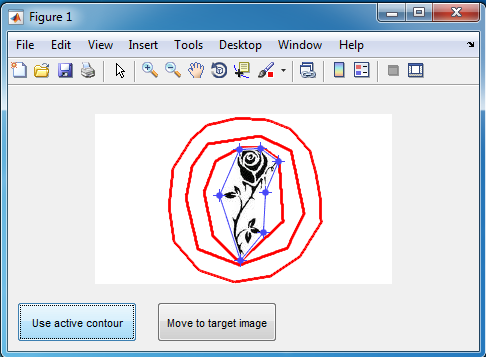 Figure 1
File Edit View Insert Tools Desktop Window Help
Use active contour
Move to target image